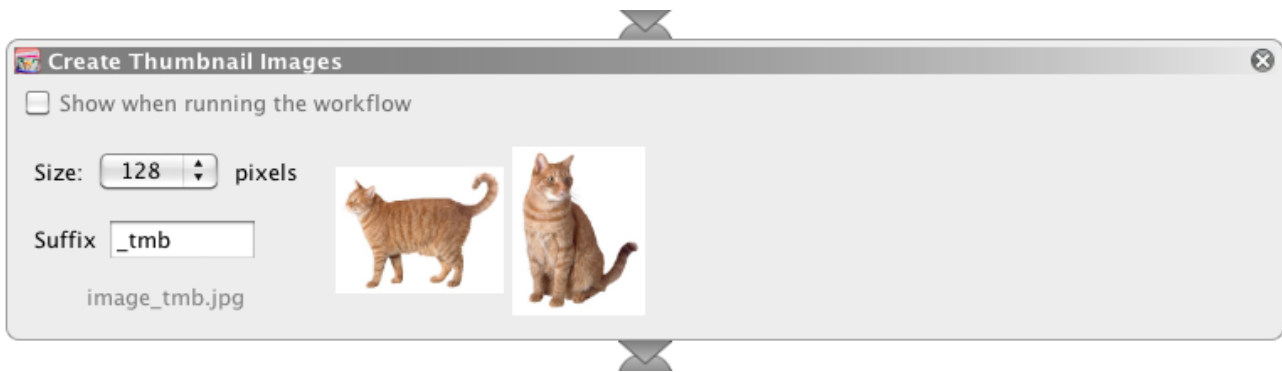 Create Thumbnail Images
Show when running the workflow
Size: 128 pixels
Suffix _tmb
image_tmb.jpg